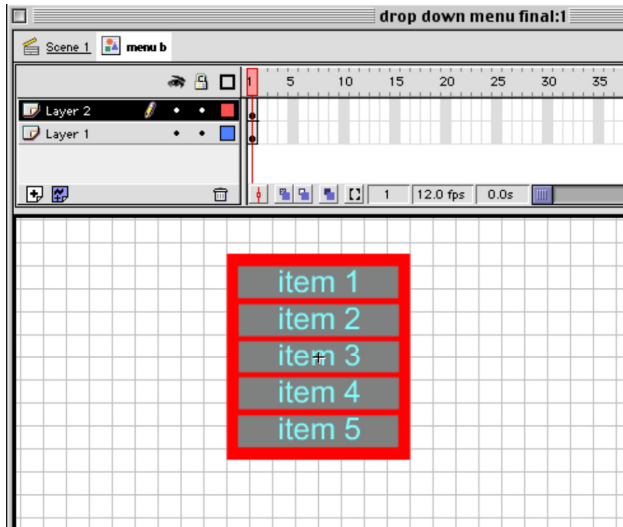 drop down menu final:1
Scene 1 menu b
1 5 10 15 20 25 30 35
Layer 2
Layer 1
1 12.0 fps 0.0s
item 1
item 2
item 3
item 4
item 5